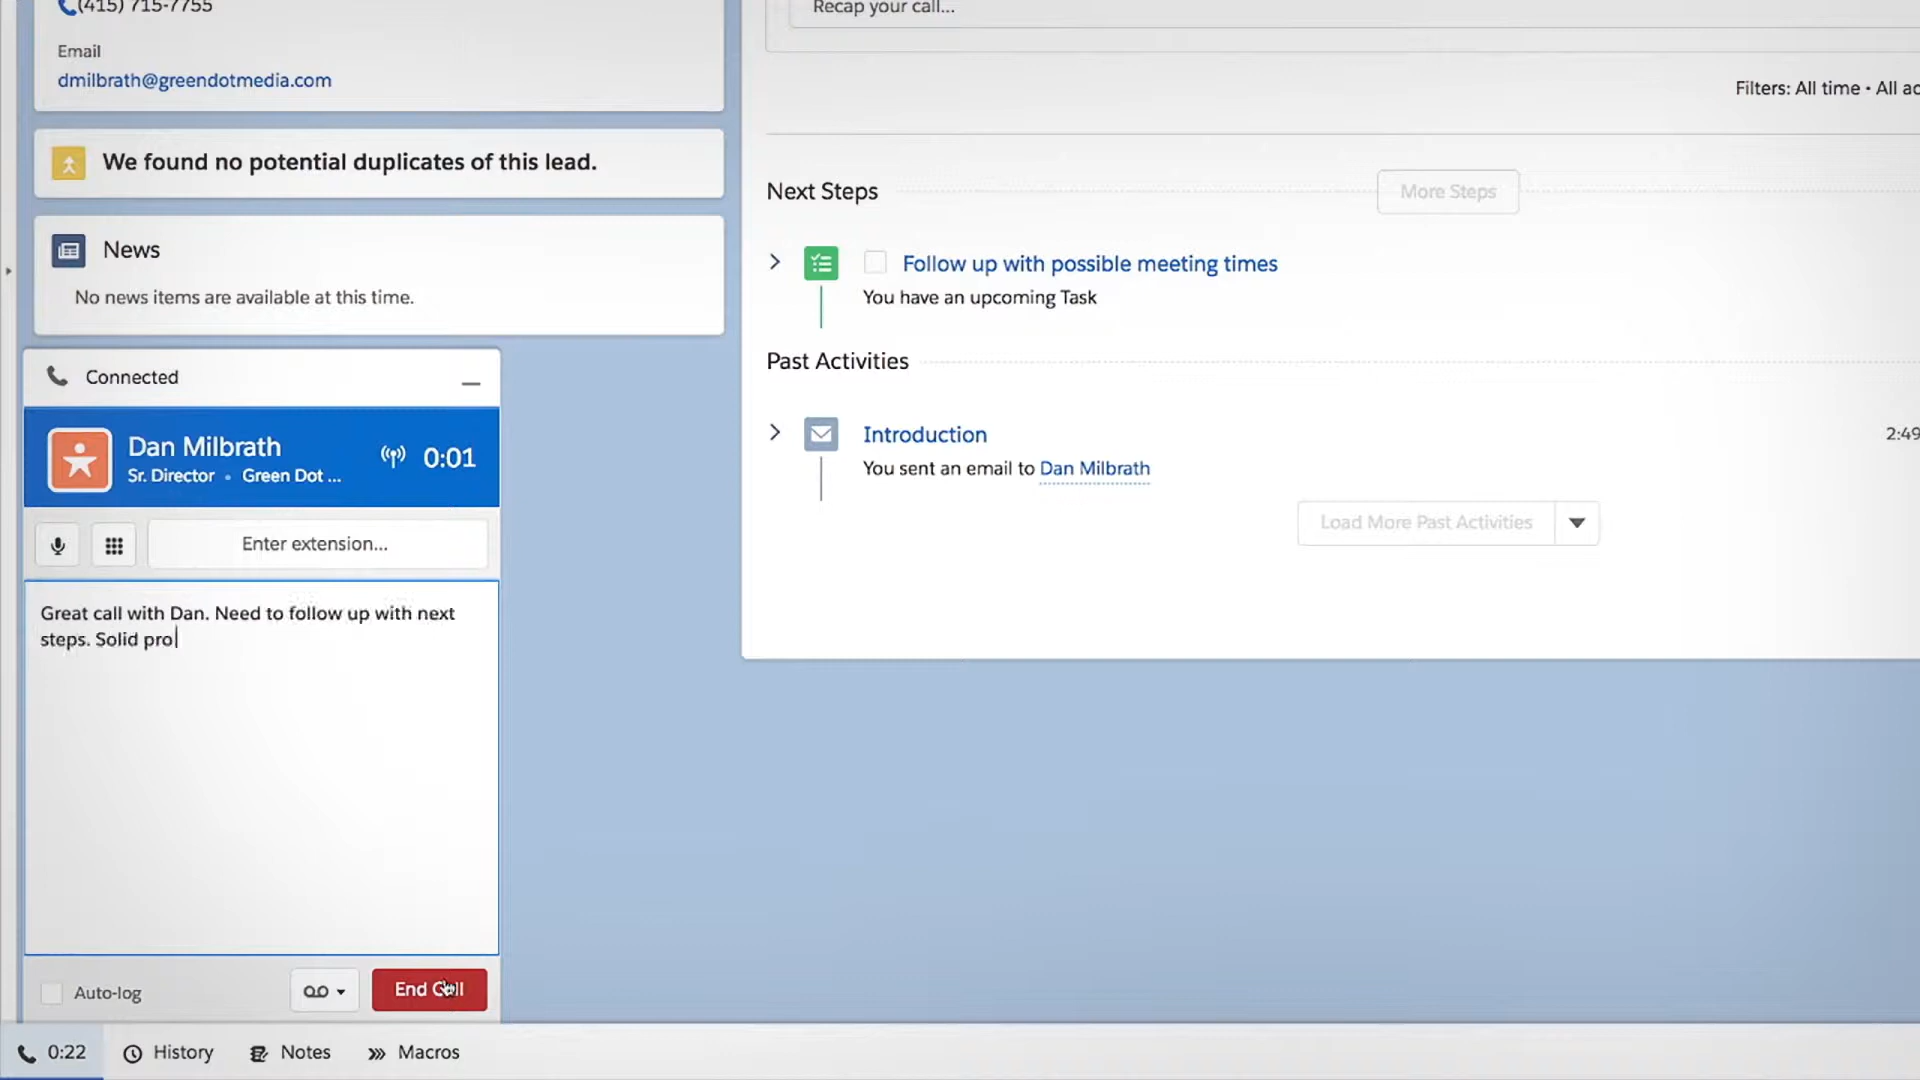 (415) 715-7755
Email
dmilbrath@greendotmedia.com
We found no potential duplicates of this lead.
News
No news items are available at this time.
Connected
Dan Milbrath
Sr. Director • Green Dot ...
0:01
Enter extension...
Great call with Dan. Need to follow up with next
steps. Solid pro
Auto-log
End Call
0:22
History
Notes
Macros
Recap your call...
Filters: All time • All ac
Next Steps
More Steps
Follow up with possible meeting times
You have an upcoming Task
Past Activities
Introduction
2:49
You sent an email to Dan Milbrath
Load More Past Activities